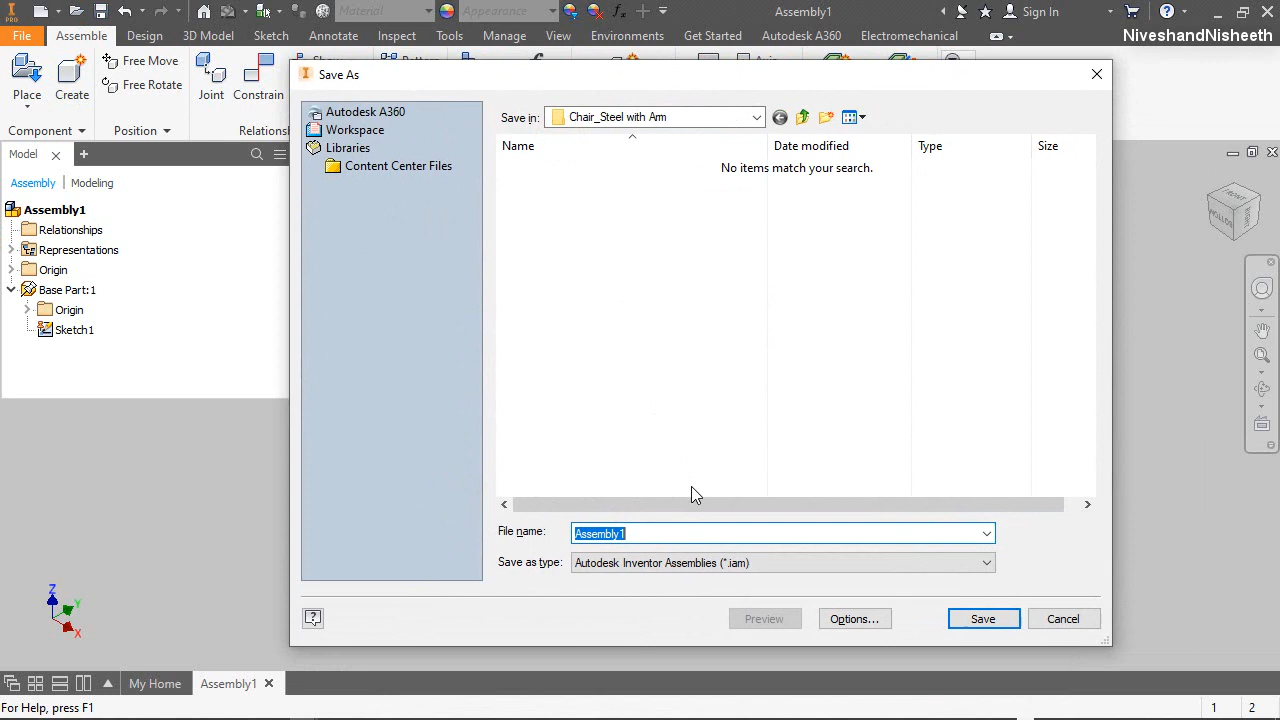 PRO
Material
Appearance
Assembly1
Sign In
File
Assemble
Design
3D Model
Sketch
Annotate
Inspect
Tools
Manage
View
Environments
Get Started
Autodesk A360
Electromechanical
NiveshandNisheeth
Place
Create
Free Move
Free Rotate
Joint
Constrain
Component
Position
Model
Assembly
Modeling
Assembly1
Relationships
Representations
Origin
Base Part:1
Origin
Sketch1
Save As
Autodesk A360
Workspace
Libraries
Content Center Files
Save in:
Chair_Steel with Arm
Name
Date modified
Type
Size
No items match your search.
File name:
Assembly1
Save as type:
Autodesk Inventor Assemblies (*.iam)
Preview
Options...
Save
Cancel
FRONT
BOTTOM
Z
Y
X
My Home
Assembly1
For Help, press F1
1
2